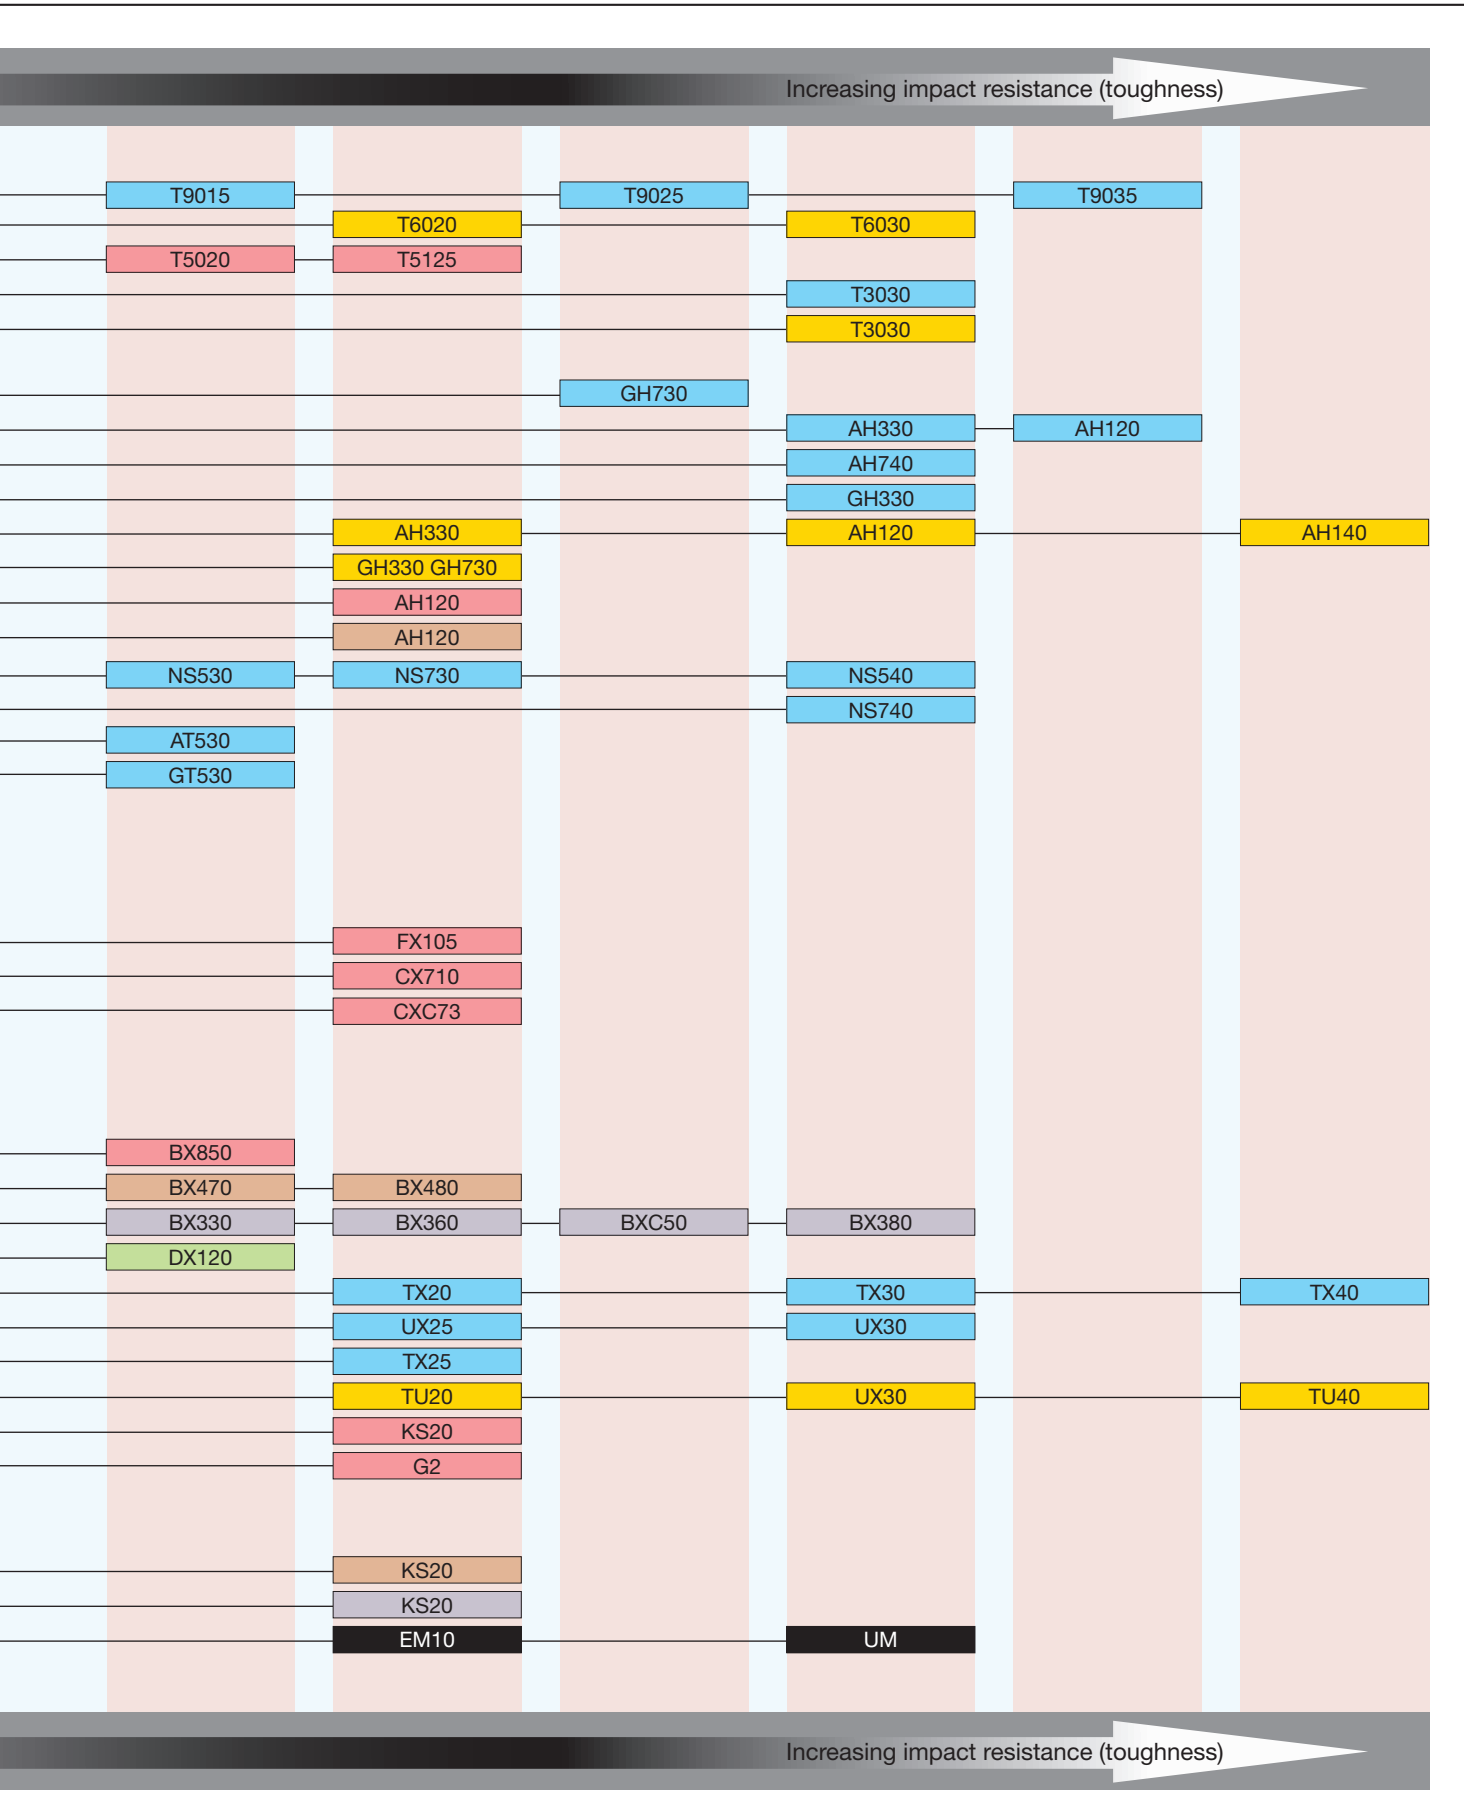 Increasing impact resistance (toughness)
T9015 T9025 T9035
T6020 T6030
T5020 T5125
T3030
T3030
GH730
AH330 AH120
AH740
GH330
AH330 AH120 AH140
GH330 GH730
AH120
AH120
NS530 NS730 NS540
NS740
AT530
GT530
FX105
CX710
CXC73
BX850
BX470 BX480
BX330 BX360 BXC50 BX380
DX120
TX20 TX30 TX40
UX25 UX30
TX25
TU20 UX30 TU40
KS20
G2
KS20
KS20
EM10 UM
Increasing impact resistance (toughness)